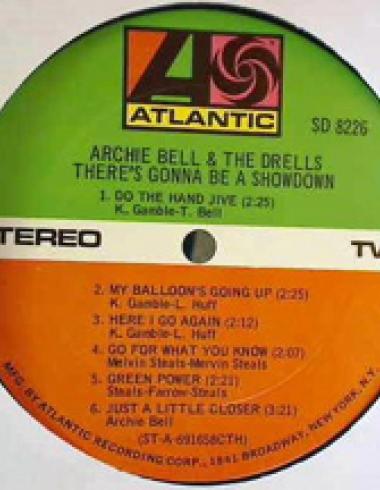 ATLANTIC
SD 8226
ARCHIE BELL & THE DRELLS
THERE'S GONNA BE A SHOWDOWN
1. DO THE HAND JIVE (2:25)
K. Gamble-T. Bell
TEREO
TV
2. MY BALLOON'S GOING UP (2:25)
K. Gamble-L. Huff
3. HERE I GO AGAIN (2:12)
K. Gamble-L. Huff
4. GO FOR WHAT YOU KNOW (2:07)
Melvin Steals-Mervin Steals
5. GREEN POWER (2:21)
Steals-Farrow-Steals
6. JUST A LITTLE CLOSER (3:21)
Archie Bell
(ST-A-691658CTH)
MFG. BY ATLANTIC RECORDING CORP., 1841 BROADWAY, NEW YORK, N.Y.